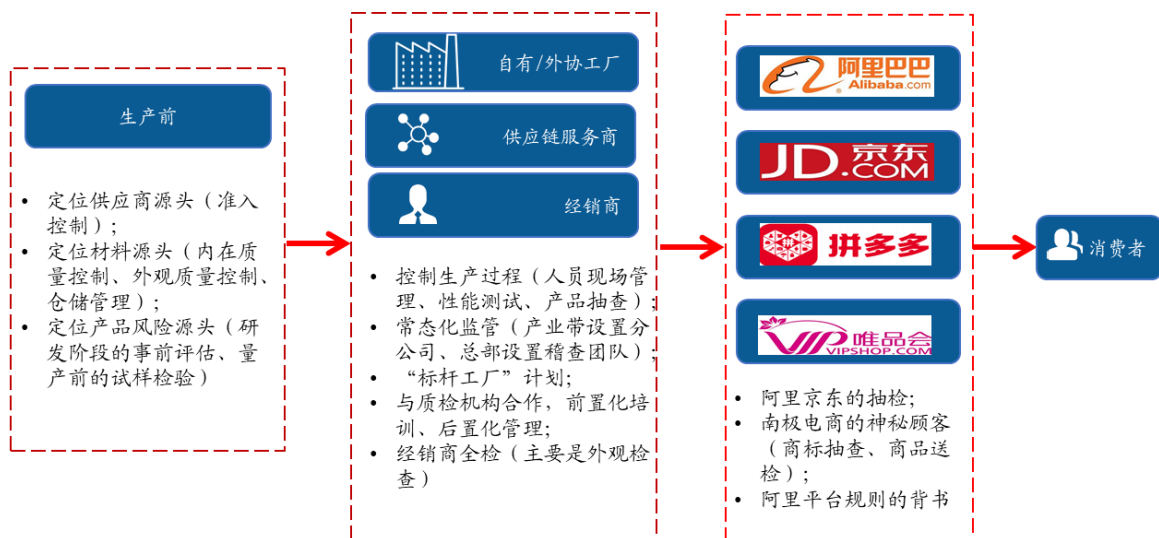 生产前
• 定位供应商源头（准入
控制）；
• 定位材料源头（内在质
量控制、外观质量控制、
仓储管理）；
• 定位产品风险源头（研
发阶段的事前评估、量
产前的试样检验）
自有/外协工厂
供应链服务商
经销商
• 控制生产过程（人员现场管
理、性能测试、产品抽查）；
• 常态化监管（产业带设置分
公司、总部设置稽查团队）；
• “标杆工厂”计划；
• 与质检机构合作，前置化培
训、后置化管理；
• 经销商全检（主要是外观检
查）
阿里巴巴
Alibaba.com
JD.京东
.COM
拼
拼多多
VIP唯品会
VIPSHOP.COM
• 阿里京东的抽检；
• 南极电商的神秘顾客
（商标抽查、商品送
检）；
• 阿里平台规则的背书
消费者